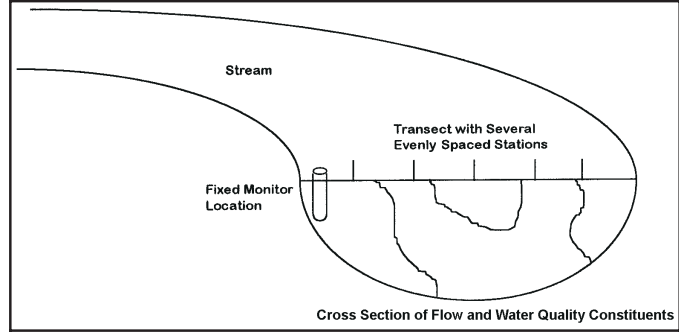 Stream
Transect with Several
Evenly Spaced Stations
Fixed Monitor
Location
Cross Section of Flow and Water Quality Constituents